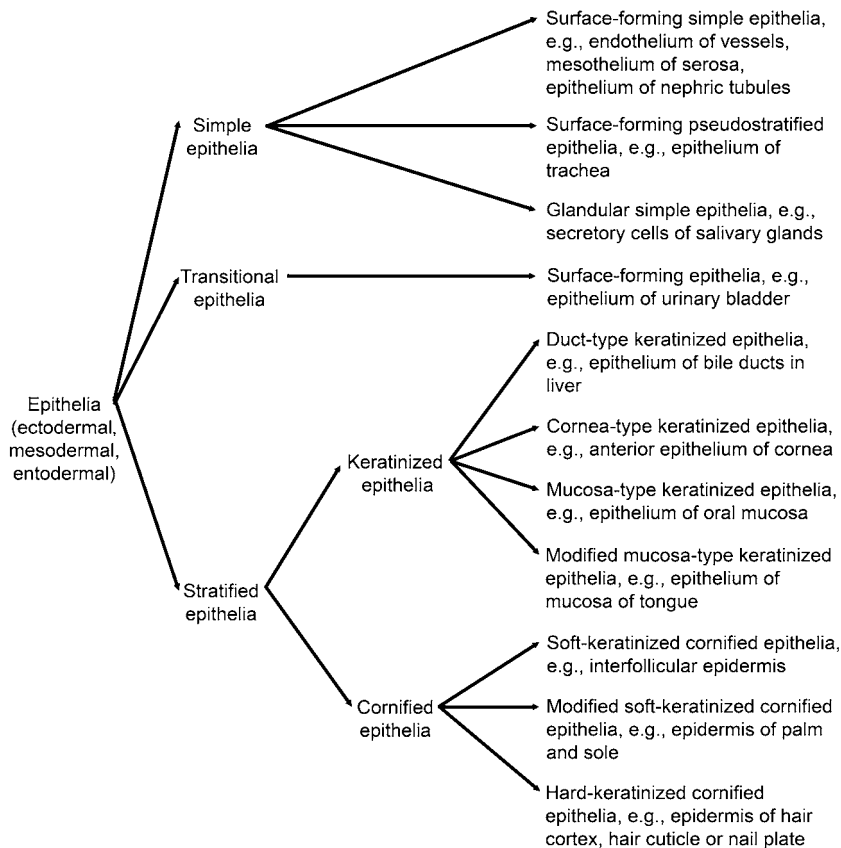 Surface-forming simple epithelia,
e.g., endothelium of vessels,
mesothelium of serosa,
epithelium of nephric tubules
Simple
epithelia
Surface-forming pseudostratified
epithelia, e.g., epithelium of
trachea
Glandular simple epithelia, e.g.,
secretory cells of salivary glands
Transitional
epithelia
Surface-forming epithelia, e.g.,
epithelium of urinary bladder
Duct-type keratinized epithelia,
e.g., epithelium of bile ducts in
liver
Epithelia
(ectodermal,
mesodermal,
entodermal)
Cornea-type keratinized epithelia,
e.g., anterior epithelium of cornea
Keratinized
epithelia
Mucosa-type keratinized epithelia,
e.g., epithelium of oral mucosa
Modified mucosa-type keratinized
epithelia, e.g., epithelium of
mucosa of tongue
Stratified
epithelia
Soft-keratinized cornified epithelia,
e.g., interfollicular epidermis
Cornified
epithelia
Modified soft-keratinized cornified
epithelia, e.g., epidermis of palm
and sole
Hard-keratinized cornified
epithelia, e.g., epidermis of hair
cortex, hair cuticle or nail plate